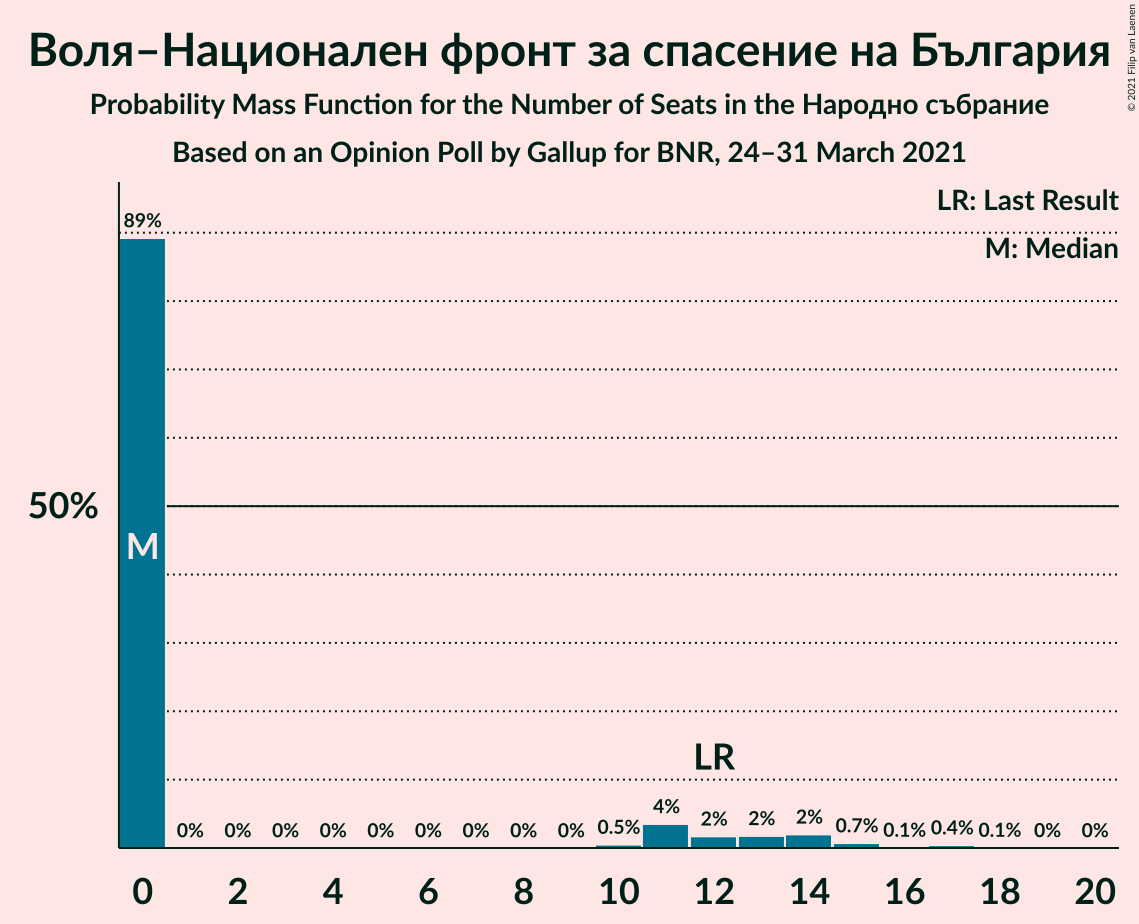 Воля–Национален фронт за спасение на България
Probability Mass Function for the Number of Seats in the Народно събрание
Based on an Opinion Poll by Gallup for BNR, 24–31 March 2021
© 2021 Filip van Laenen
LR: Last Result
M: Median
89%
50%
M
LR
0% 0% 0% 0% 0% 0% 0% 0% 0% 0.5% 4% 2% 2% 2% 0.7% 0.1% 0.4% 0.1% 0% 0%
0 2 4 6 8 10 12 14 16 18 20